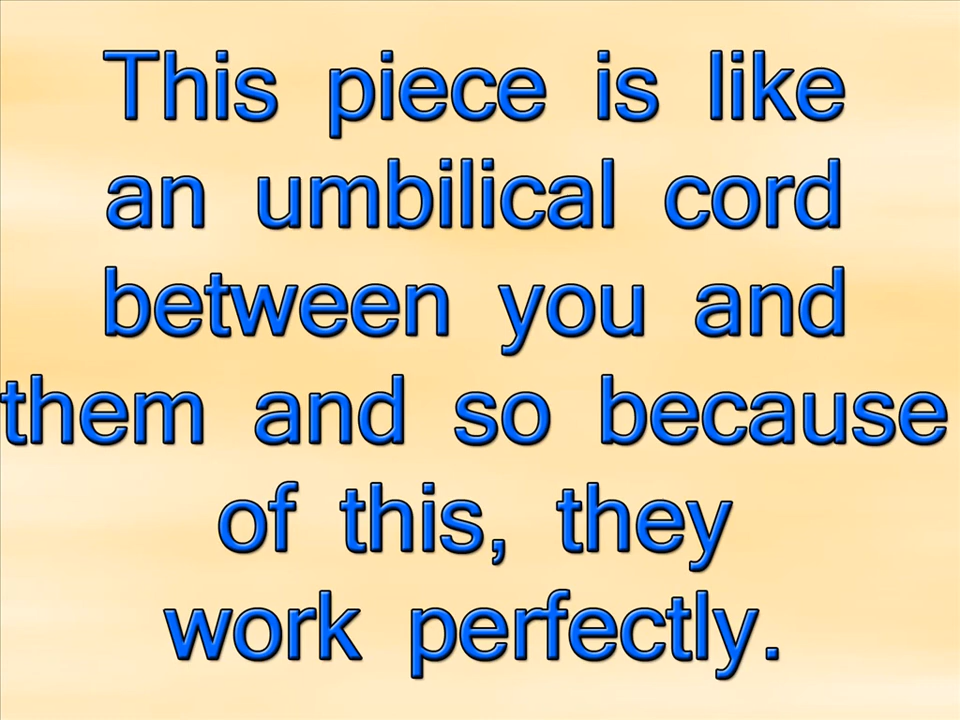 This piece is like
an umbilical cord
between you and
them and so because
of this, they
work perfectly.